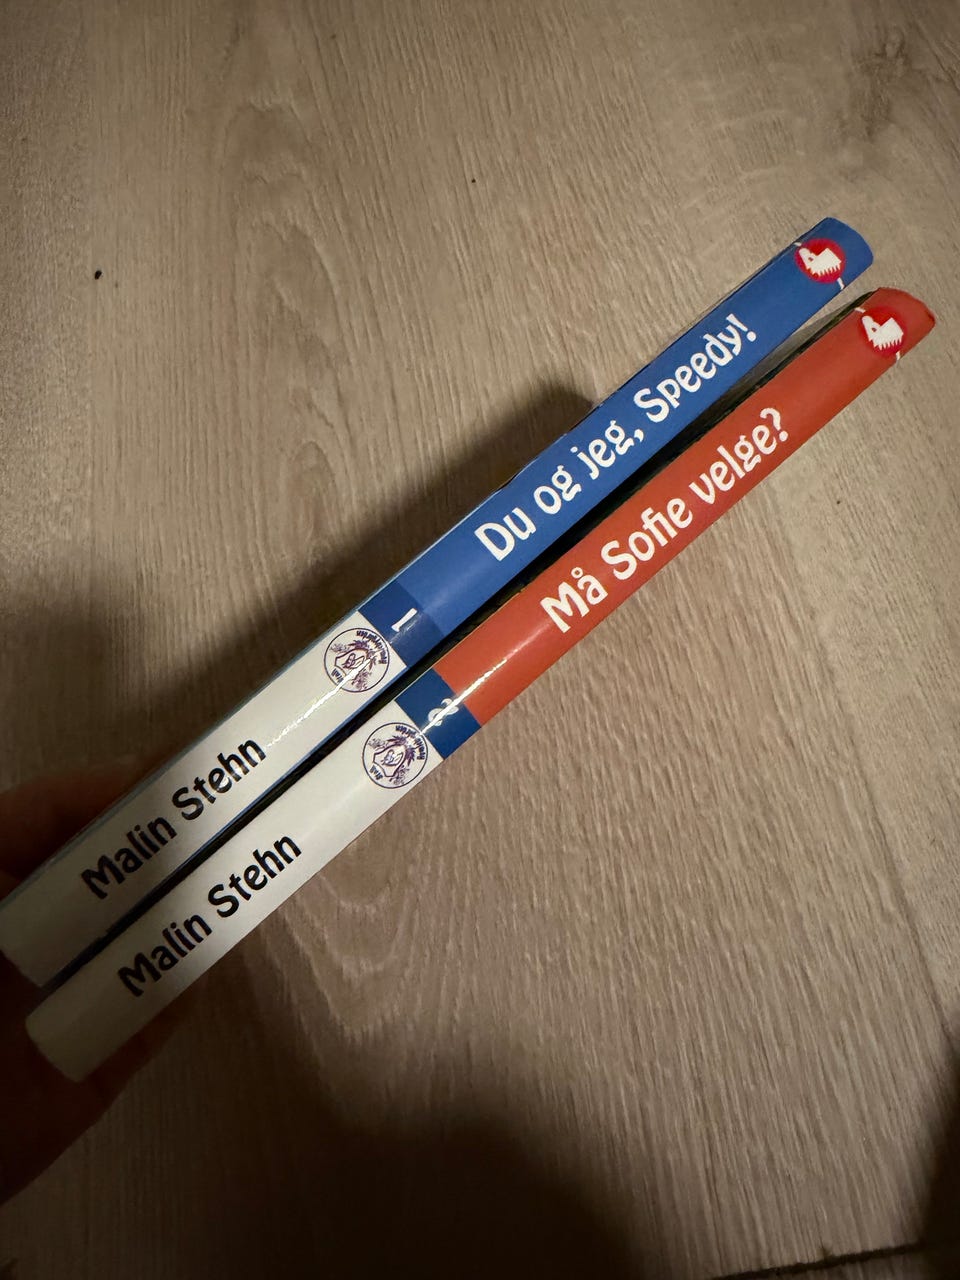 Malin Stehn
1
Du og jeg, Speedy!
Malin Stehn
2
Må Sofie velge?